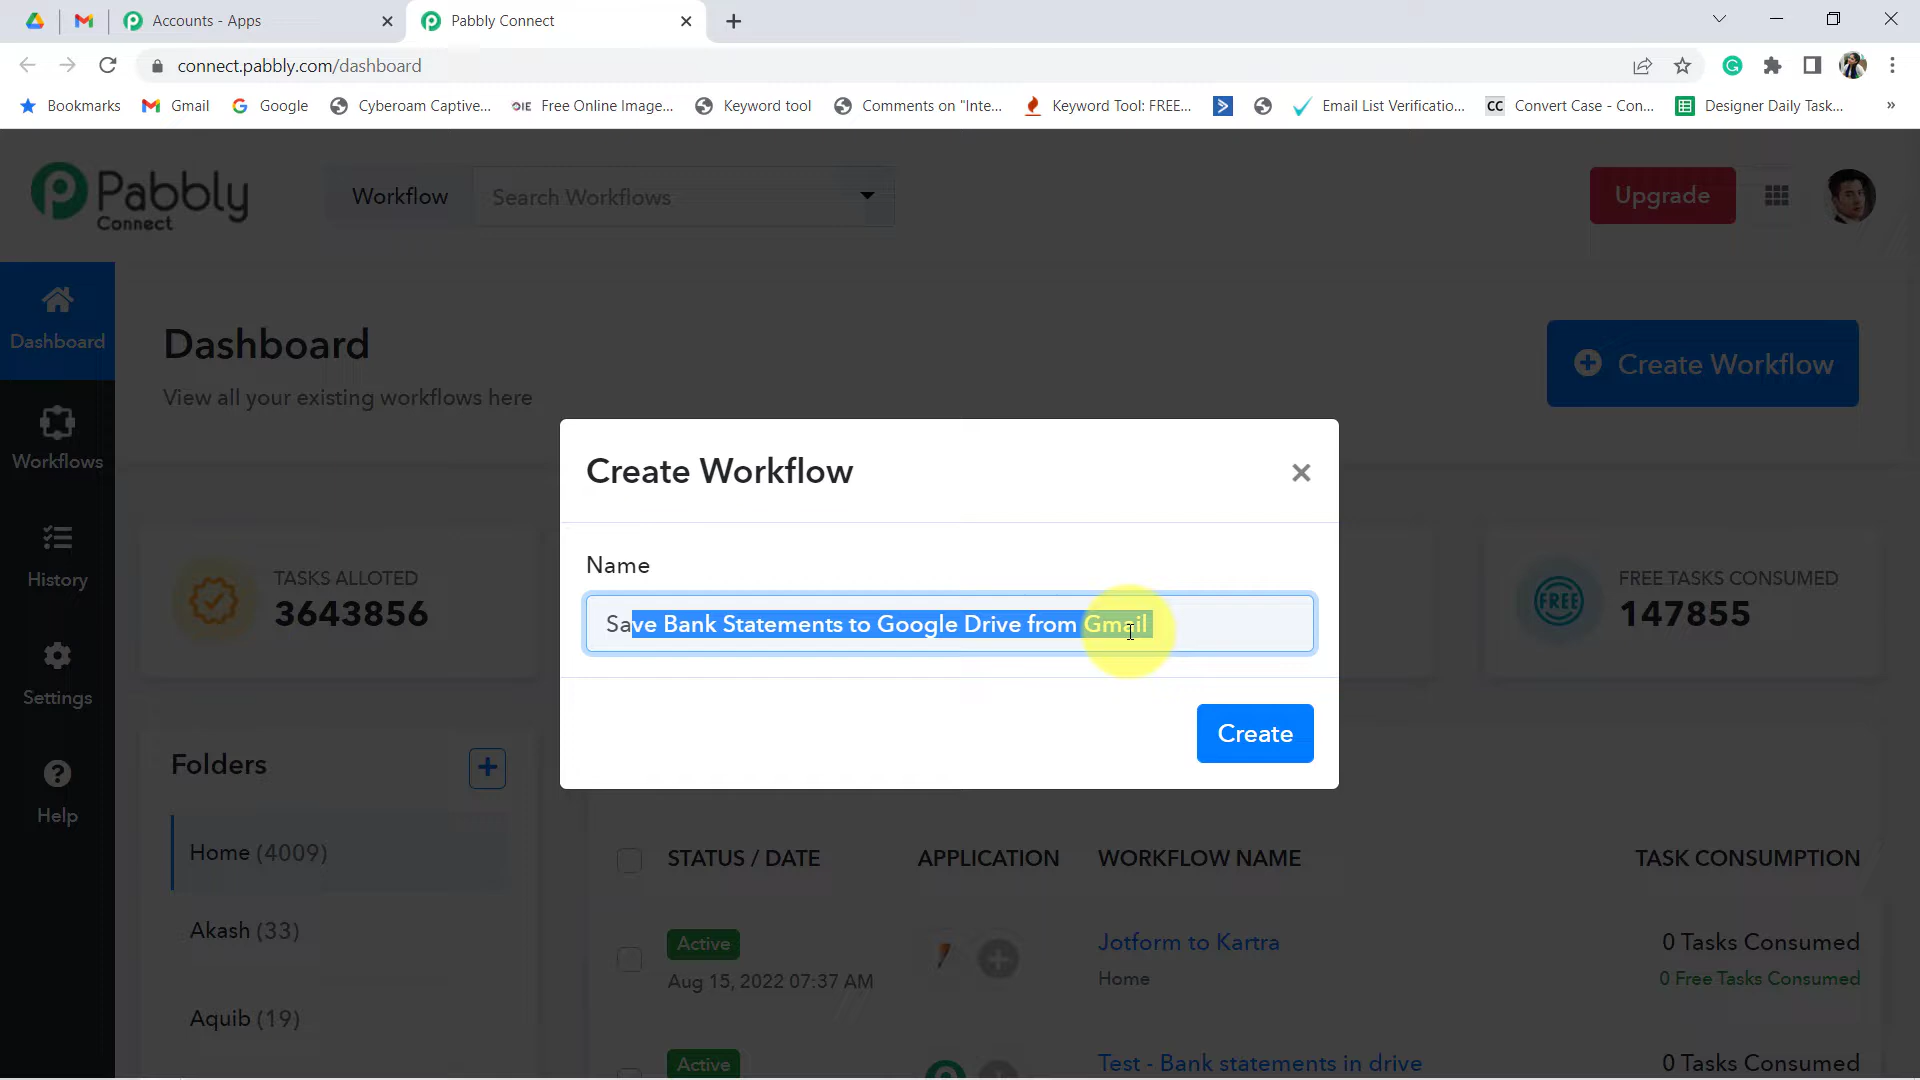 Accounts - Apps
Pabbly Connect
connect.pabbly.com/dashboard
Bookmarks
Gmail
Google
Cyberoam Captive...
OIE Free Online Image...
Keyword tool
Comments on "Inte...
Keyword Tool: FREE...
Email List Verificatio...
CC Convert Case - Con...
Designer Daily Task...
»
Pabbly
Connect
Workflow
Search Workflows
Upgrade
Dashboard
Workflows
History
Settings
Help
Dashboard
View all your existing workflows here
Create Workflow
Create Workflow
Name
Save Bank Statements to Google Drive from Gmail
Create
TASKS ALLOTED
3643856
FREE
FREE TASKS CONSUMED
147855
Folders
Home (4009)
Akash (33)
Aquib (19)
STATUS / DATE
APPLICATION
WORKFLOW NAME
TASK CONSUMPTION
Active
Aug 15, 2022 07:37 AM
Jotform to Kartra
Home
0 Tasks Consumed
0 Free Tasks Consumed
Active
Test - Bank statements in drive
0 Tasks Consumed